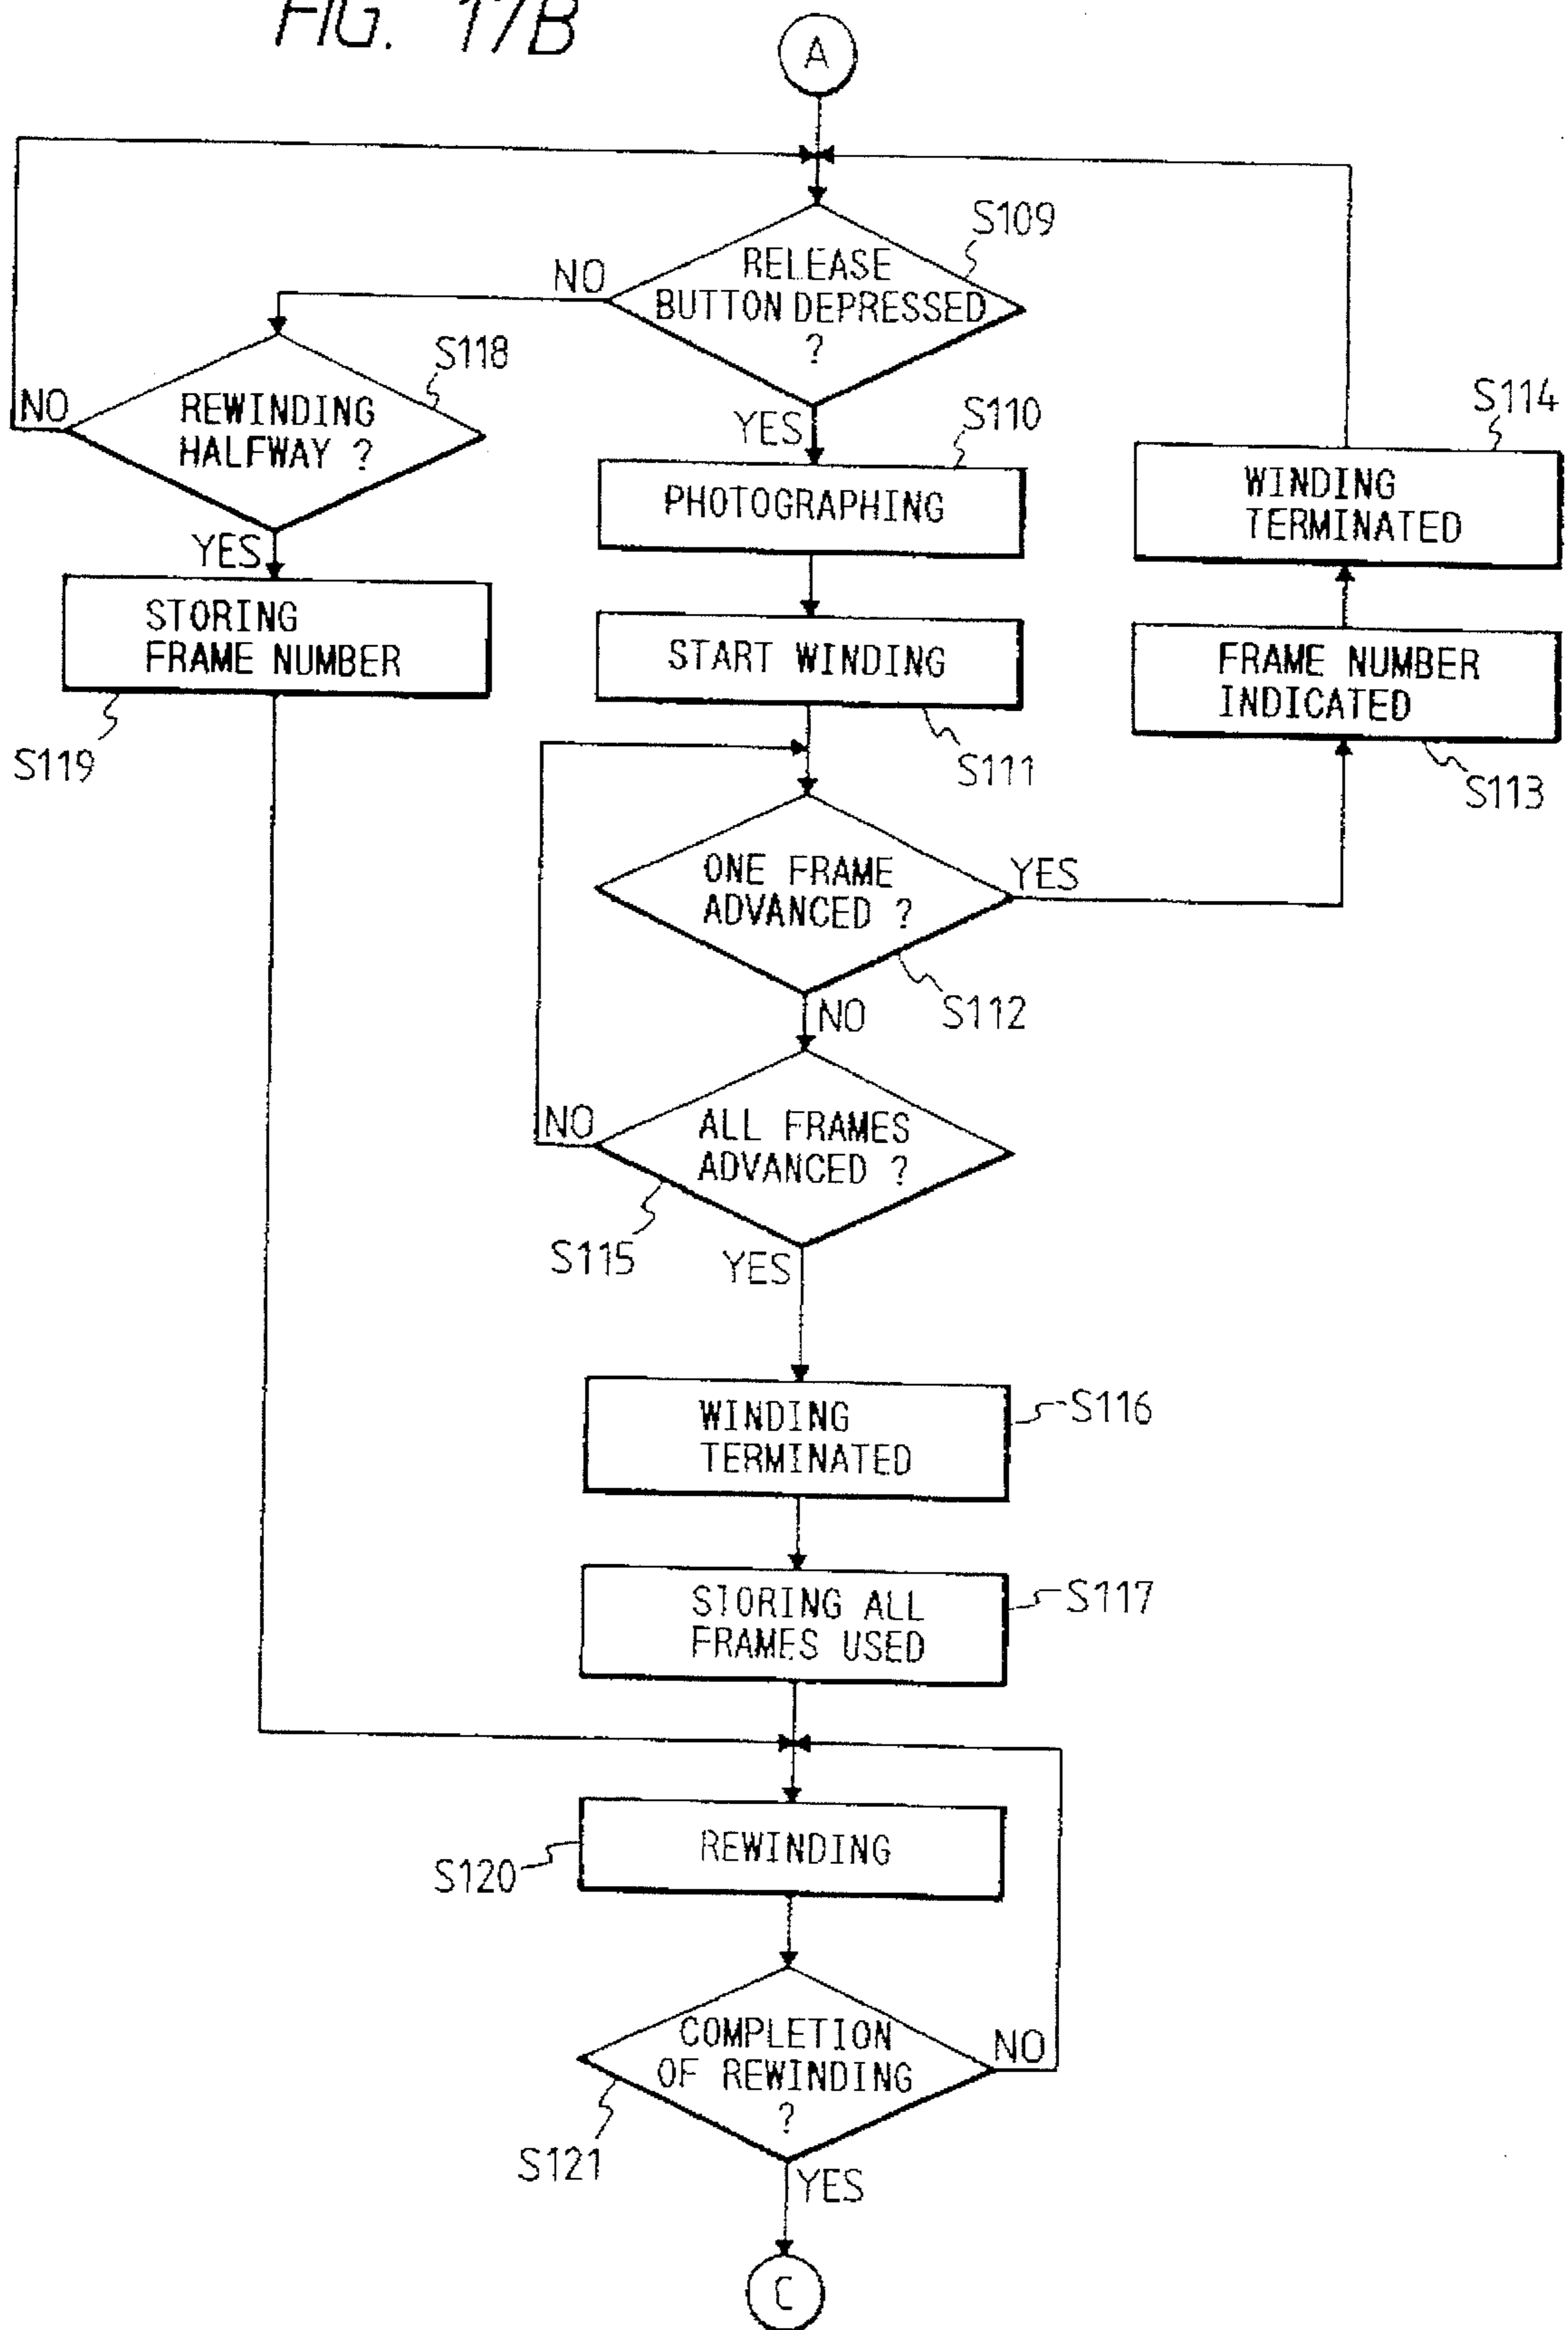 FIG. 17B
A
S109
RELEASE
BUTTON DEPRESSED
?
NO
YES
S118
REWINDING
HALFWAY ?
NO
YES
S110
PHOTOGRAPHING
S114
WINDING
TERMINATED
STORING
FRAME NUMBER
S119
START WINDING
S111
FRAME NUMBER
INDICATED
S113
ONE FRAME
ADVANCED ?
YES
S112
NO
ALL FRAMES
ADVANCED ?
NO
S115
YES
WINDING
TERMINATED
S116
STORING ALL
FRAMES USED
S117
REWINDING
S120
COMPLETION
OF REWINDING
?
NO
S121
YES
C